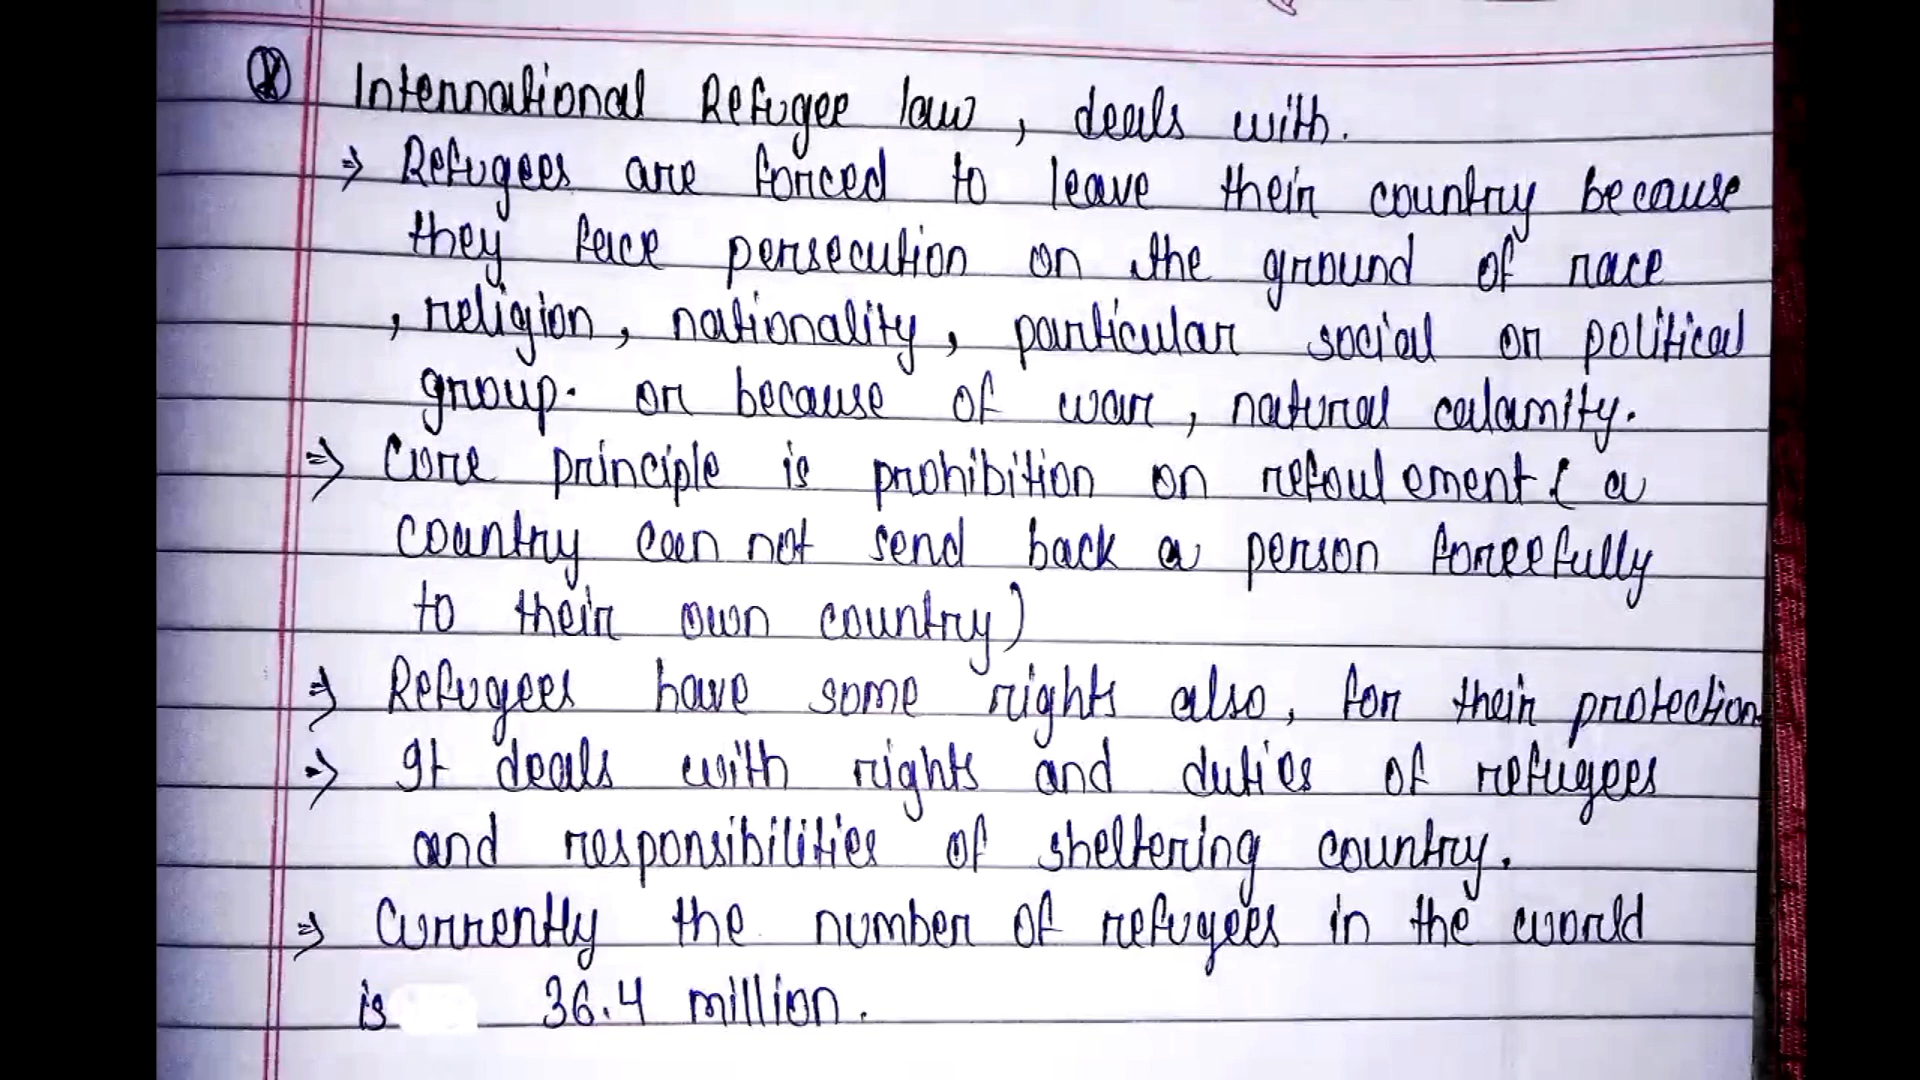 International Refugee law, deals with.
⇒ Refugees are forced to leave their country because
they face persecution on the ground of race
, religion, nationality, particular social or political
group. or because of war, natural calamity.
⇒ Core principle is prohibition on refoulement ( a
country can not send back a person forcefully
to their own country)
⇒ Refugees have some rights also, for their protection
⇒ It deals with rights and duties of refugees
and responsibilities of sheltering country.
⇒ Currently the number of refugees in the world
is 36.4 million.